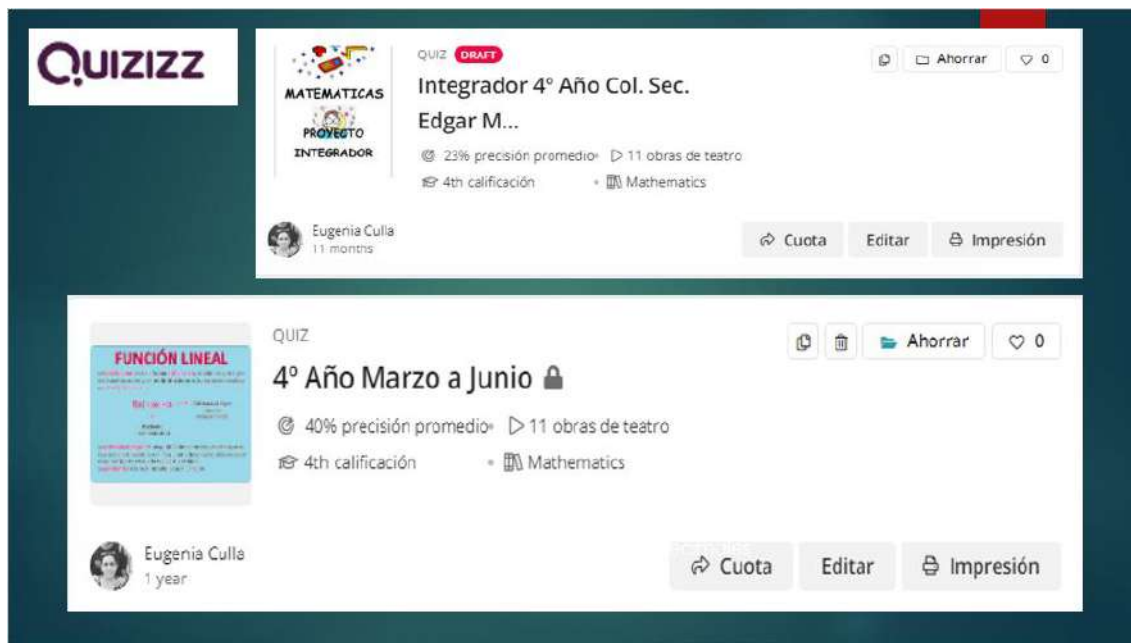 QUIZIZZ
MATEMATICAS
PROYECTO
INTEGRADOR
QUIZ DRAFT
Integrador 4º Año Col. Sec.
Edgar M...
23% precisión promedio • 11 obras de teatro
4th calificación • Mathematics
Ahorrar 0
Eugenia Culla
11 months
Cuota Editar Impresión
FUNCIÓN LINEAL
QUIZ
4º Año Marzo a Junio
40% precisión promedio • 11 obras de teatro
4th calificación • Mathematics
Ahorrar 0
Eugenia Culla
1 year
Cuota Editar Impresión